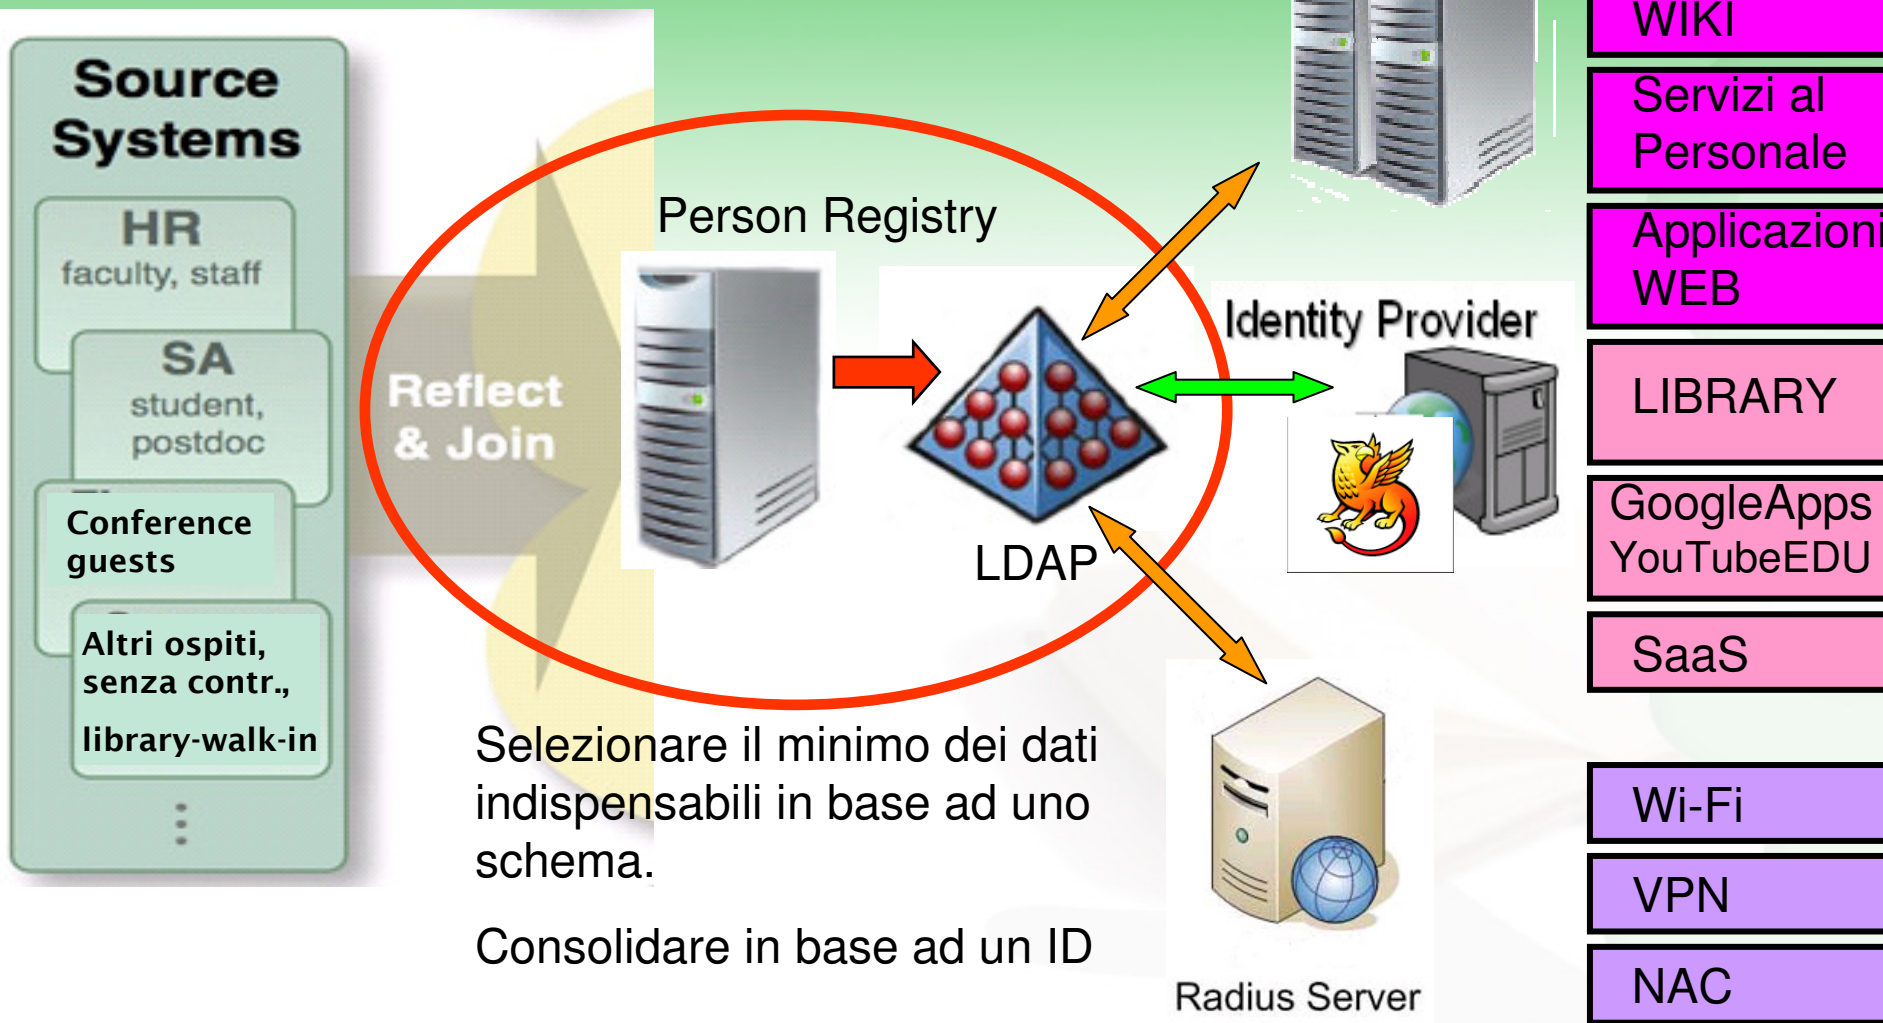 Source
Systems
HR
faculty, staff
SA
student,
postdoc
Conference
guests
Altri ospiti,
senza contr.,
library-walk-in
Reflect
& Join
Person Registry
LDAP
Identity Provider
Radius Server
Selezionare il minimo dei dati
indispensabili in base ad uno
schema.
Consolidare in base ad un ID
WIKI
Servizi al
Personale
Applicazioni
WEB
LIBRARY
GoogleApps
YouTubeEDU
SaaS
Wi-Fi
VPN
NAC